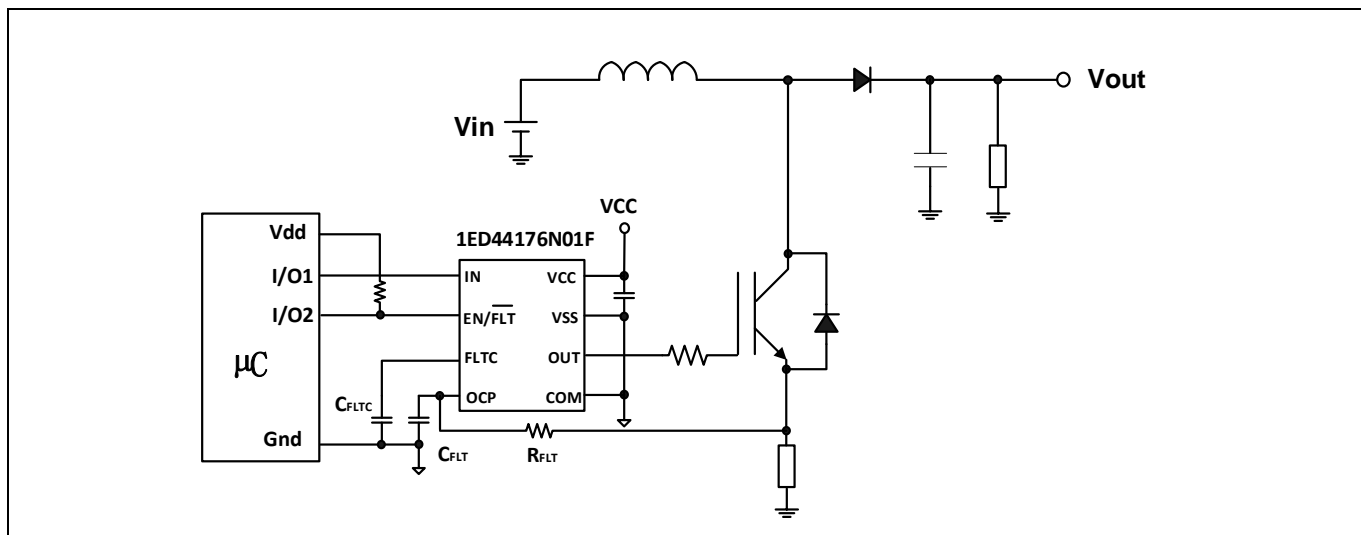 Vout
Vin
VCC
1ED44176N01F
Vdd
I/O1
I/O2
µC
Gnd
IN
EN/FLT
FLTC
OCP
VCC
VSS
OUT
COM
CFLTC
CFLT
RFLT